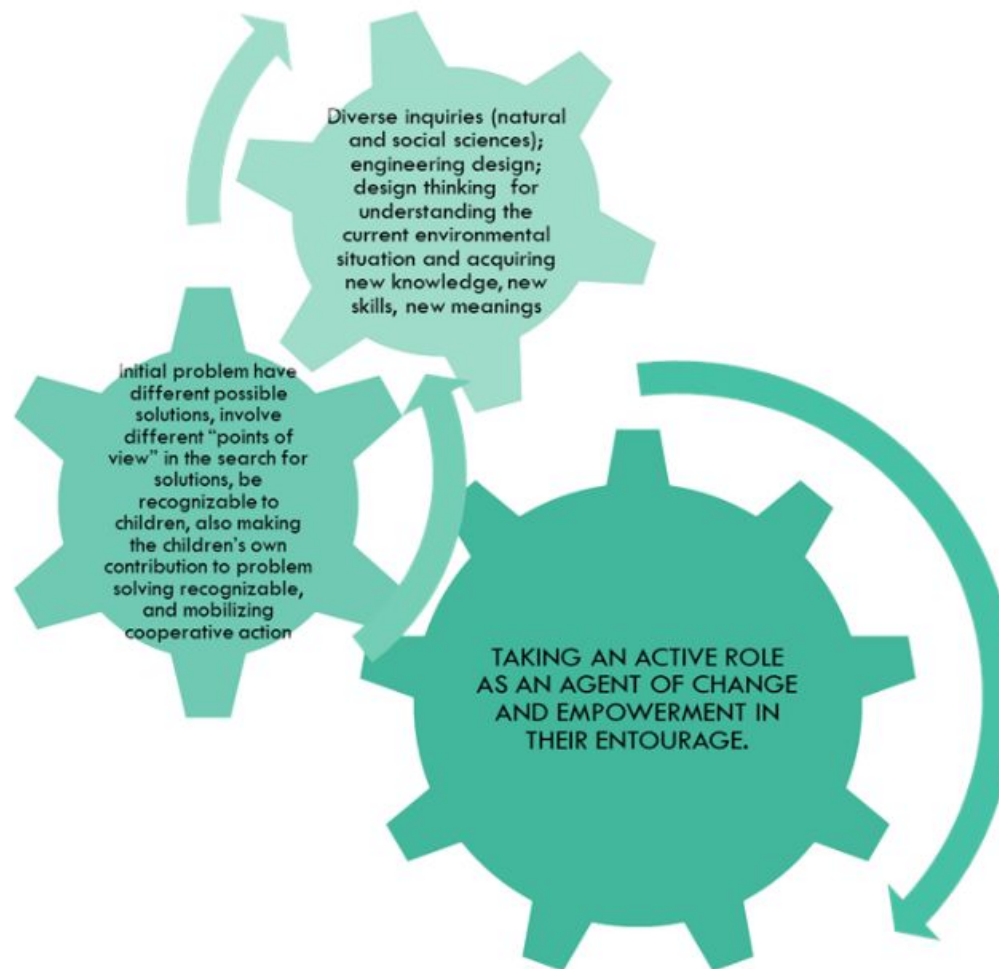 Diverse inquiries (natural
and social sciences);
engineering design;
design thinking for
understanding the
current environmental
situation and acquiring
new knowledge, new
skills, new meanings
Initial problem have
different possible
solutions, involve
different “points of
view” in the search for
solutions, be
recognizable to
children, also making
the children’s own
contribution to problem
solving recognizable,
and mobilizing
cooperative action
TAKING AN ACTIVE ROLE
AS AN AGENT OF CHANGE
AND EMPOWERMENT IN
THEIR ENTOURAGE.